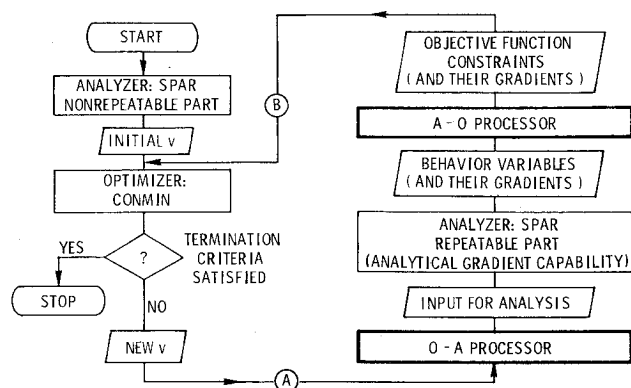 START
ANALYZER: SPAR
NONREPEATABLE PART
INITIAL v
OPTIMIZER:
CONMIN
?
TERMINATION
CRITERIA
SATISFIED
YES
STOP
NO
NEW v
A
B
OBJECTIVE FUNCTION
CONSTRAINTS
(AND THEIR GRADIENTS)
A-O PROCESSOR
BEHAVIOR VARIABLES
(AND THEIR GRADIENTS)
ANALYZER: SPAR
REPEATABLE PART
(ANALYTICAL GRADIENT CAPABILITY)
INPUT FOR ANALYSIS
O-A PROCESSOR